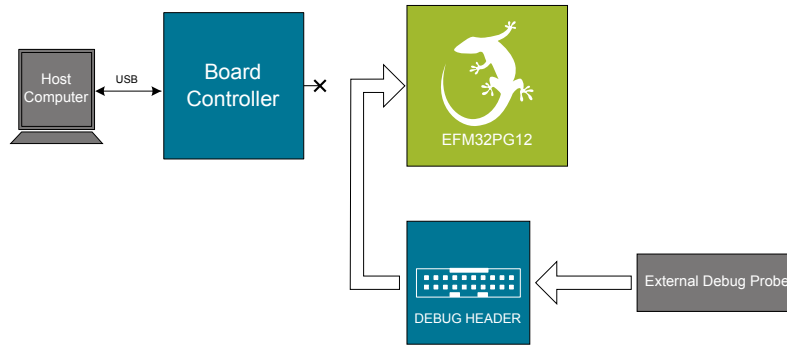 Host
Computer
USB
Board
Controller
EFM32PG12
DEBUG HEADER
External Debug Probe